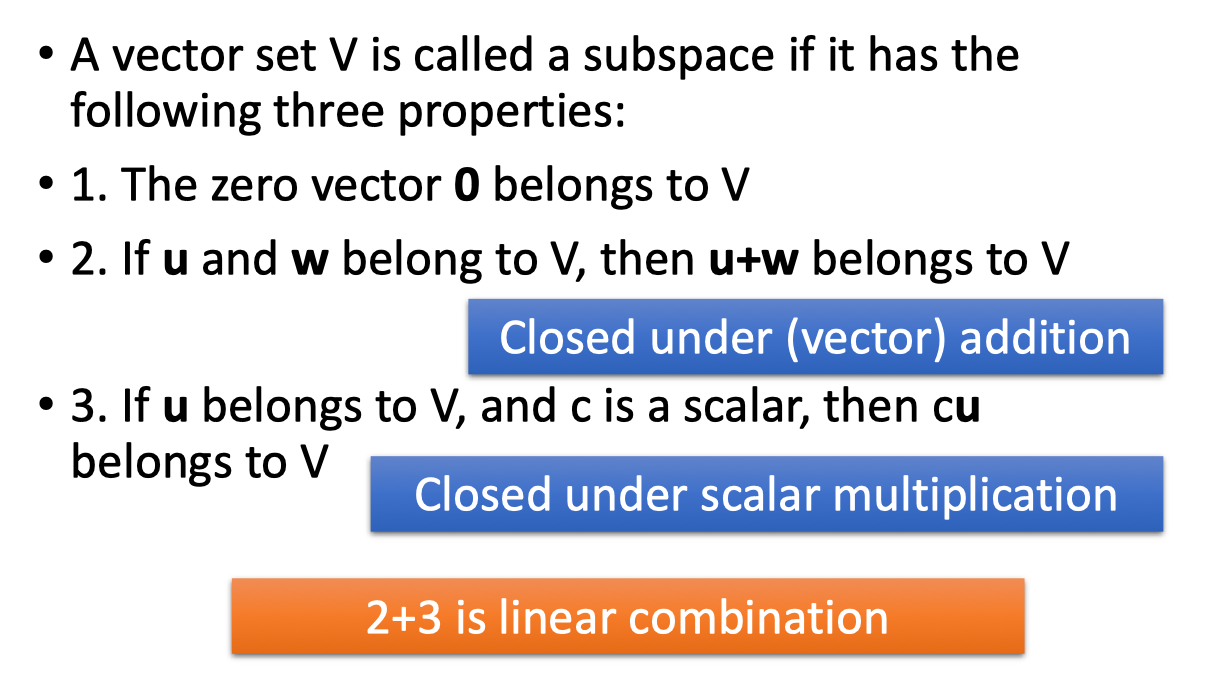 • A vector set V is called a subspace if it has the
following three properties:
• 1. The zero vector 0 belongs to V
• 2. If u and w belong to V, then u+w belongs to V
Closed under (vector) addition
• 3. If u belongs to V, and c is a scalar, then cu
belongs to V
Closed under scalar multiplication
2+3 is linear combination